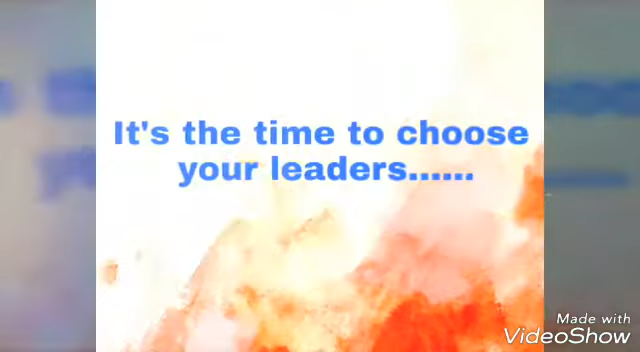 It's the time to choose
your leaders......
Made with
VideoShow